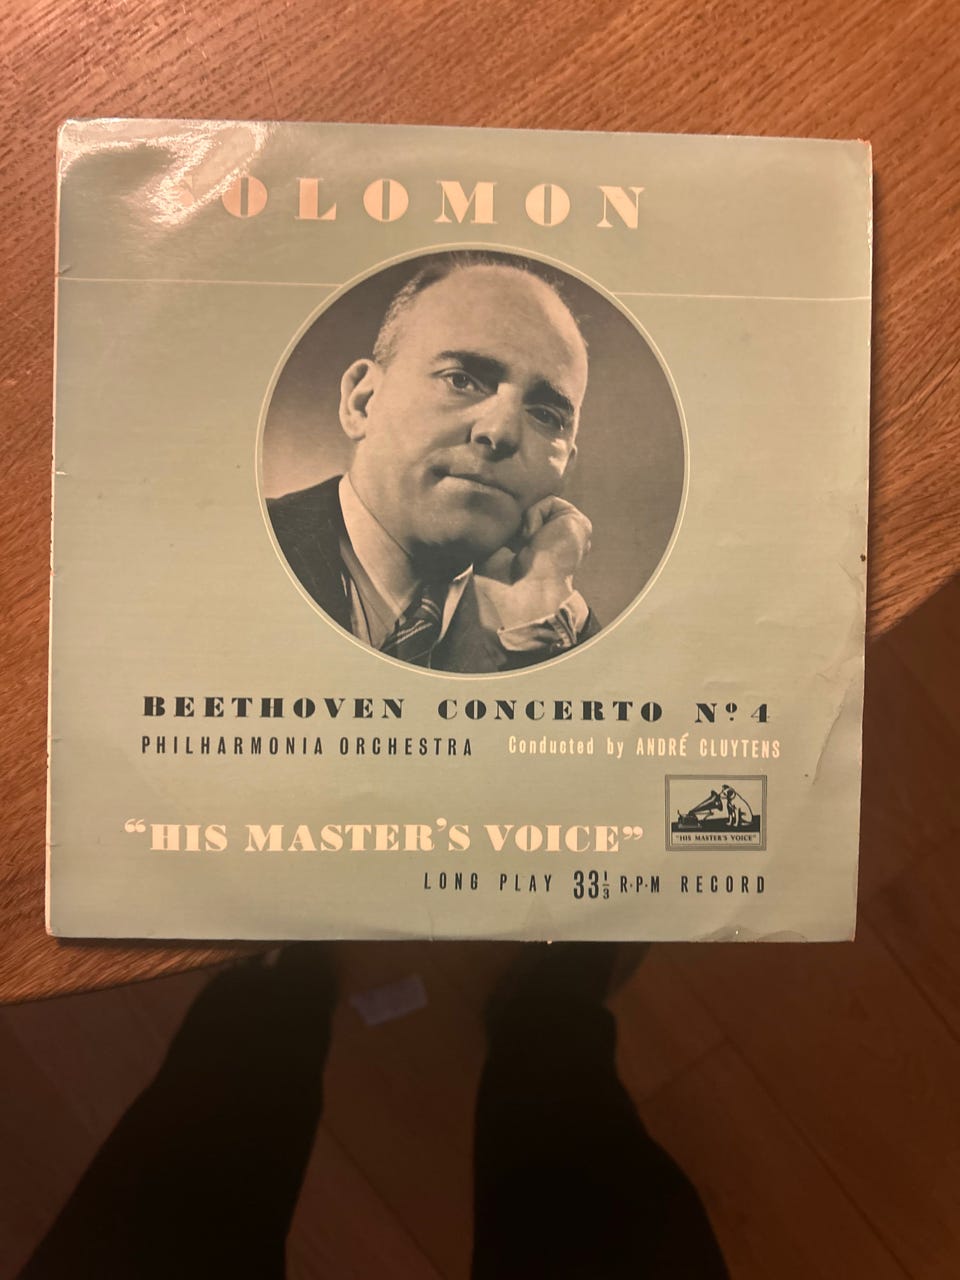 SOLOMON
BEETHOVEN CONCERTO Nº 4
PHILHARMONIA ORCHESTRA Conducted by ANDRÉ CLUYTENS
“HIS MASTER’S VOICE”
"HIS MASTER'S VOICE"
LONG PLAY 33⅓ R·P·M RECORD